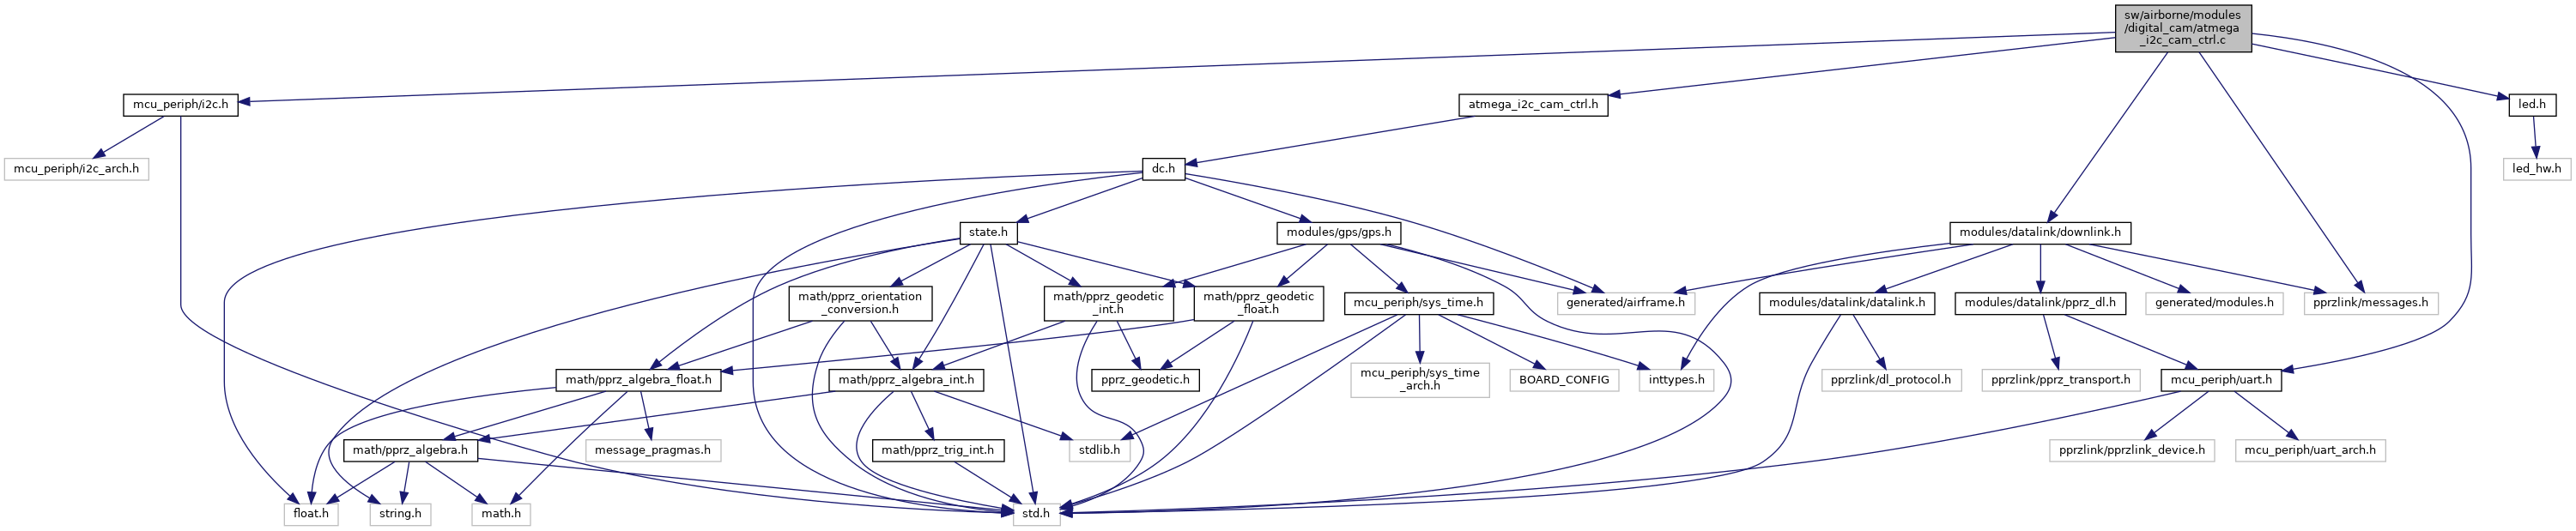 sw/airborne/modules
/digital_cam/atmega
_i2c_cam_ctrl.c
mcu_periph/i2c.h
atmega_i2c_cam_ctrl.h
led.h
mcu_periph/i2c_arch.h
dc.h
led_hw.h
state.h
modules/gps/gps.h
modules/datalink/downlink.h
math/pprz_orientation
_conversion.h
math/pprz_geodetic
_int.h
math/pprz_geodetic
_float.h
mcu_periph/sys_time.h
generated/airframe.h
modules/datalink/datalink.h
modules/datalink/pprz_dl.h
generated/modules.h
pprzlink/messages.h
math/pprz_algebra_float.h
math/pprz_algebra_int.h
pprz_geodetic.h
mcu_periph/sys_time
_arch.h
BOARD_CONFIG
inttypes.h
pprzlink/dl_protocol.h
pprzlink/pprz_transport.h
mcu_periph/uart.h
math/pprz_algebra.h
message_pragmas.h
math/pprz_trig_int.h
stdlib.h
pprzlink/pprzlink_device.h
mcu_periph/uart_arch.h
float.h
string.h
math.h
std.h